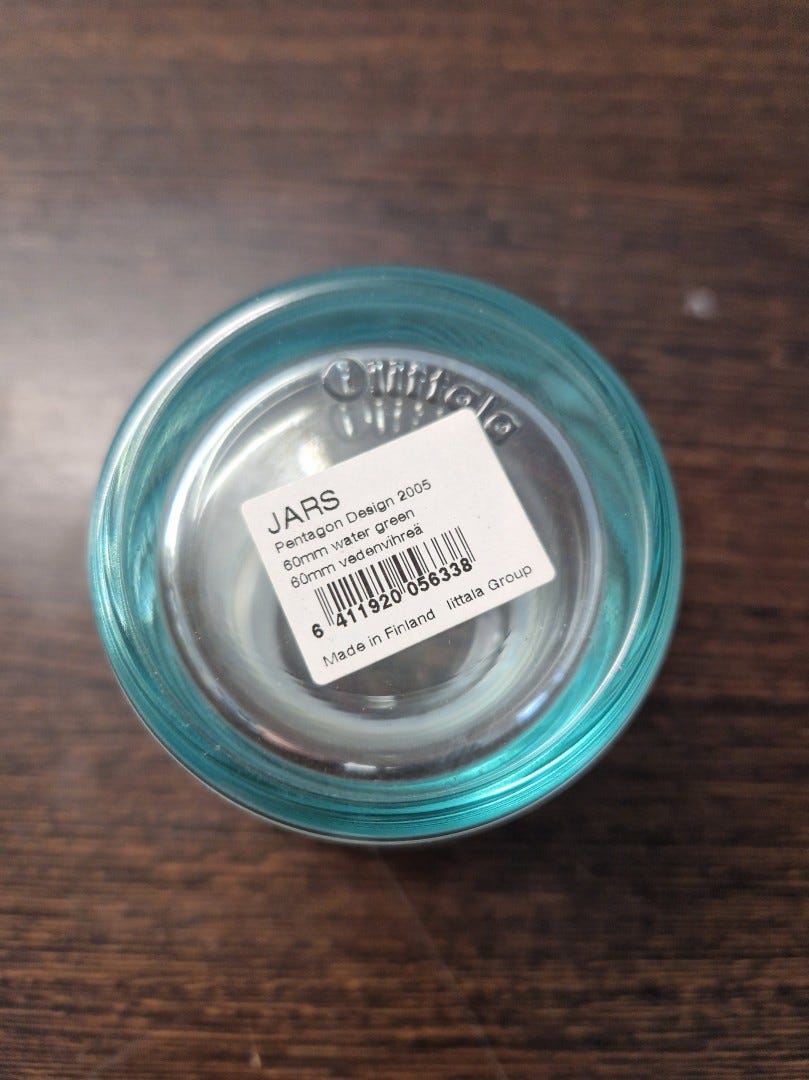 i iittala
JARS
Pentagon Design 2005
60mm water green
60mm vedenvihreä
6 411920 056338
Made in Finland Iittala Group